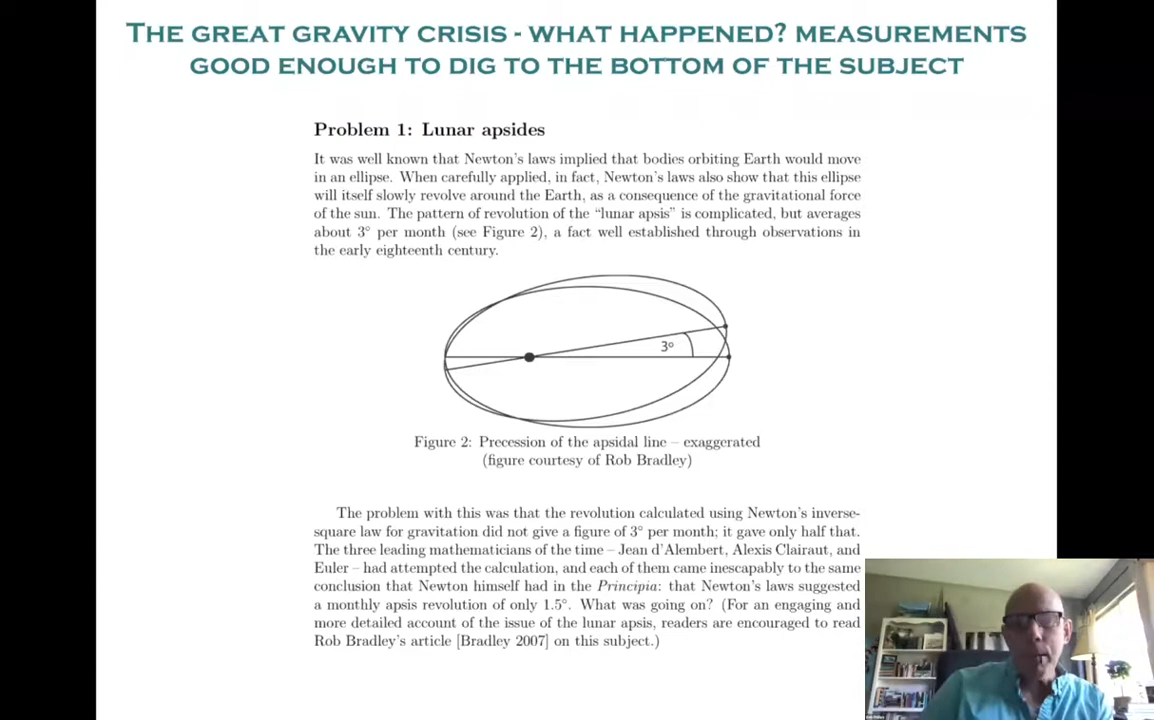 THE GREAT GRAVITY CRISIS - WHAT HAPPENED? MEASUREMENTS
GOOD ENOUGH TO DIG TO THE BOTTOM OF THE SUBJECT
Problem 1: Lunar apsides
It was well known that Newton's laws implied that bodies orbiting Earth would move
in an ellipse. When carefully applied, in fact, Newton's laws also show that this ellipse
will itself slowly revolve around the Earth, as a consequence of the gravitational force
of the sun. The pattern of revolution of the "lunar apsis" is complicated, but averages
about 3° per month (see Figure 2), a fact well established through observations in
the early eighteenth century.
3°
Figure 2: Precession of the apsidal line – exaggerated
(figure courtesy of Rob Bradley)
The problem with this was that the revolution calculated using Newton's inverse-
square law for gravitation did not give a figure of 3° per month; it gave only half that.
The three leading mathematicians of the time – Jean d'Alembert, Alexis Clairaut, and
Euler – had attempted the calculation, and each of them came inescapably to the same
conclusion that Newton himself had in the Principia: that Newton's laws suggested
a monthly apsis revolution of only 1.5°. What was going on? (For an engaging and
more detailed account of the issue of the lunar apsis, readers are encouraged to read
Rob Bradley's article [Bradley 2007] on this subject.)